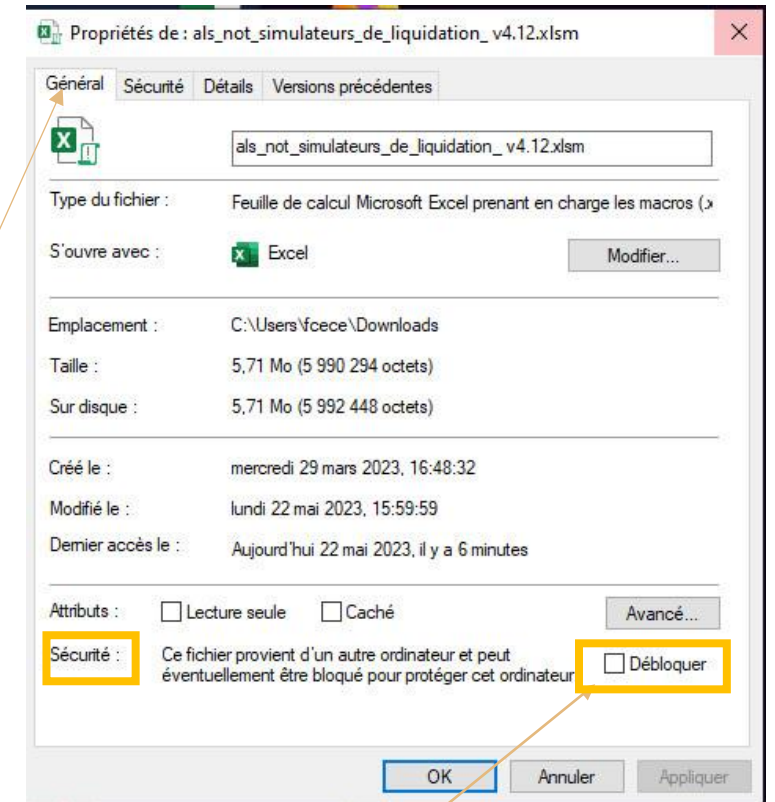 Propriétés de : als_not_simulateurs_de_liquidation_ v4.12.xlsm
Général Sécurité Détails Versions précédentes
als_not_simulateurs_de_liquidation_ v4.12.xlsm
Type du fichier : Feuille de calcul Microsoft Excel prenant en charge les macros (.x
S'ouvre avec : Excel Modifier...
Emplacement : C:\Users\fcece\Downloads
Taille : 5,71 Mo (5 990 294 octets)
Sur disque : 5,71 Mo (5 992 448 octets)
Créé le : mercredi 29 mars 2023, 16:48:32
Modifié le : lundi 22 mai 2023, 15:59:59
Dernier accès le : Aujourd'hui 22 mai 2023, il y a 6 minutes
Attributs : Lecture seule Caché Avancé...
Sécurité : Ce fichier provient d'un autre ordinateur et peut
éventuellement être bloqué pour protéger cet ordinateur Débloquer
OK Annuler Appliquer